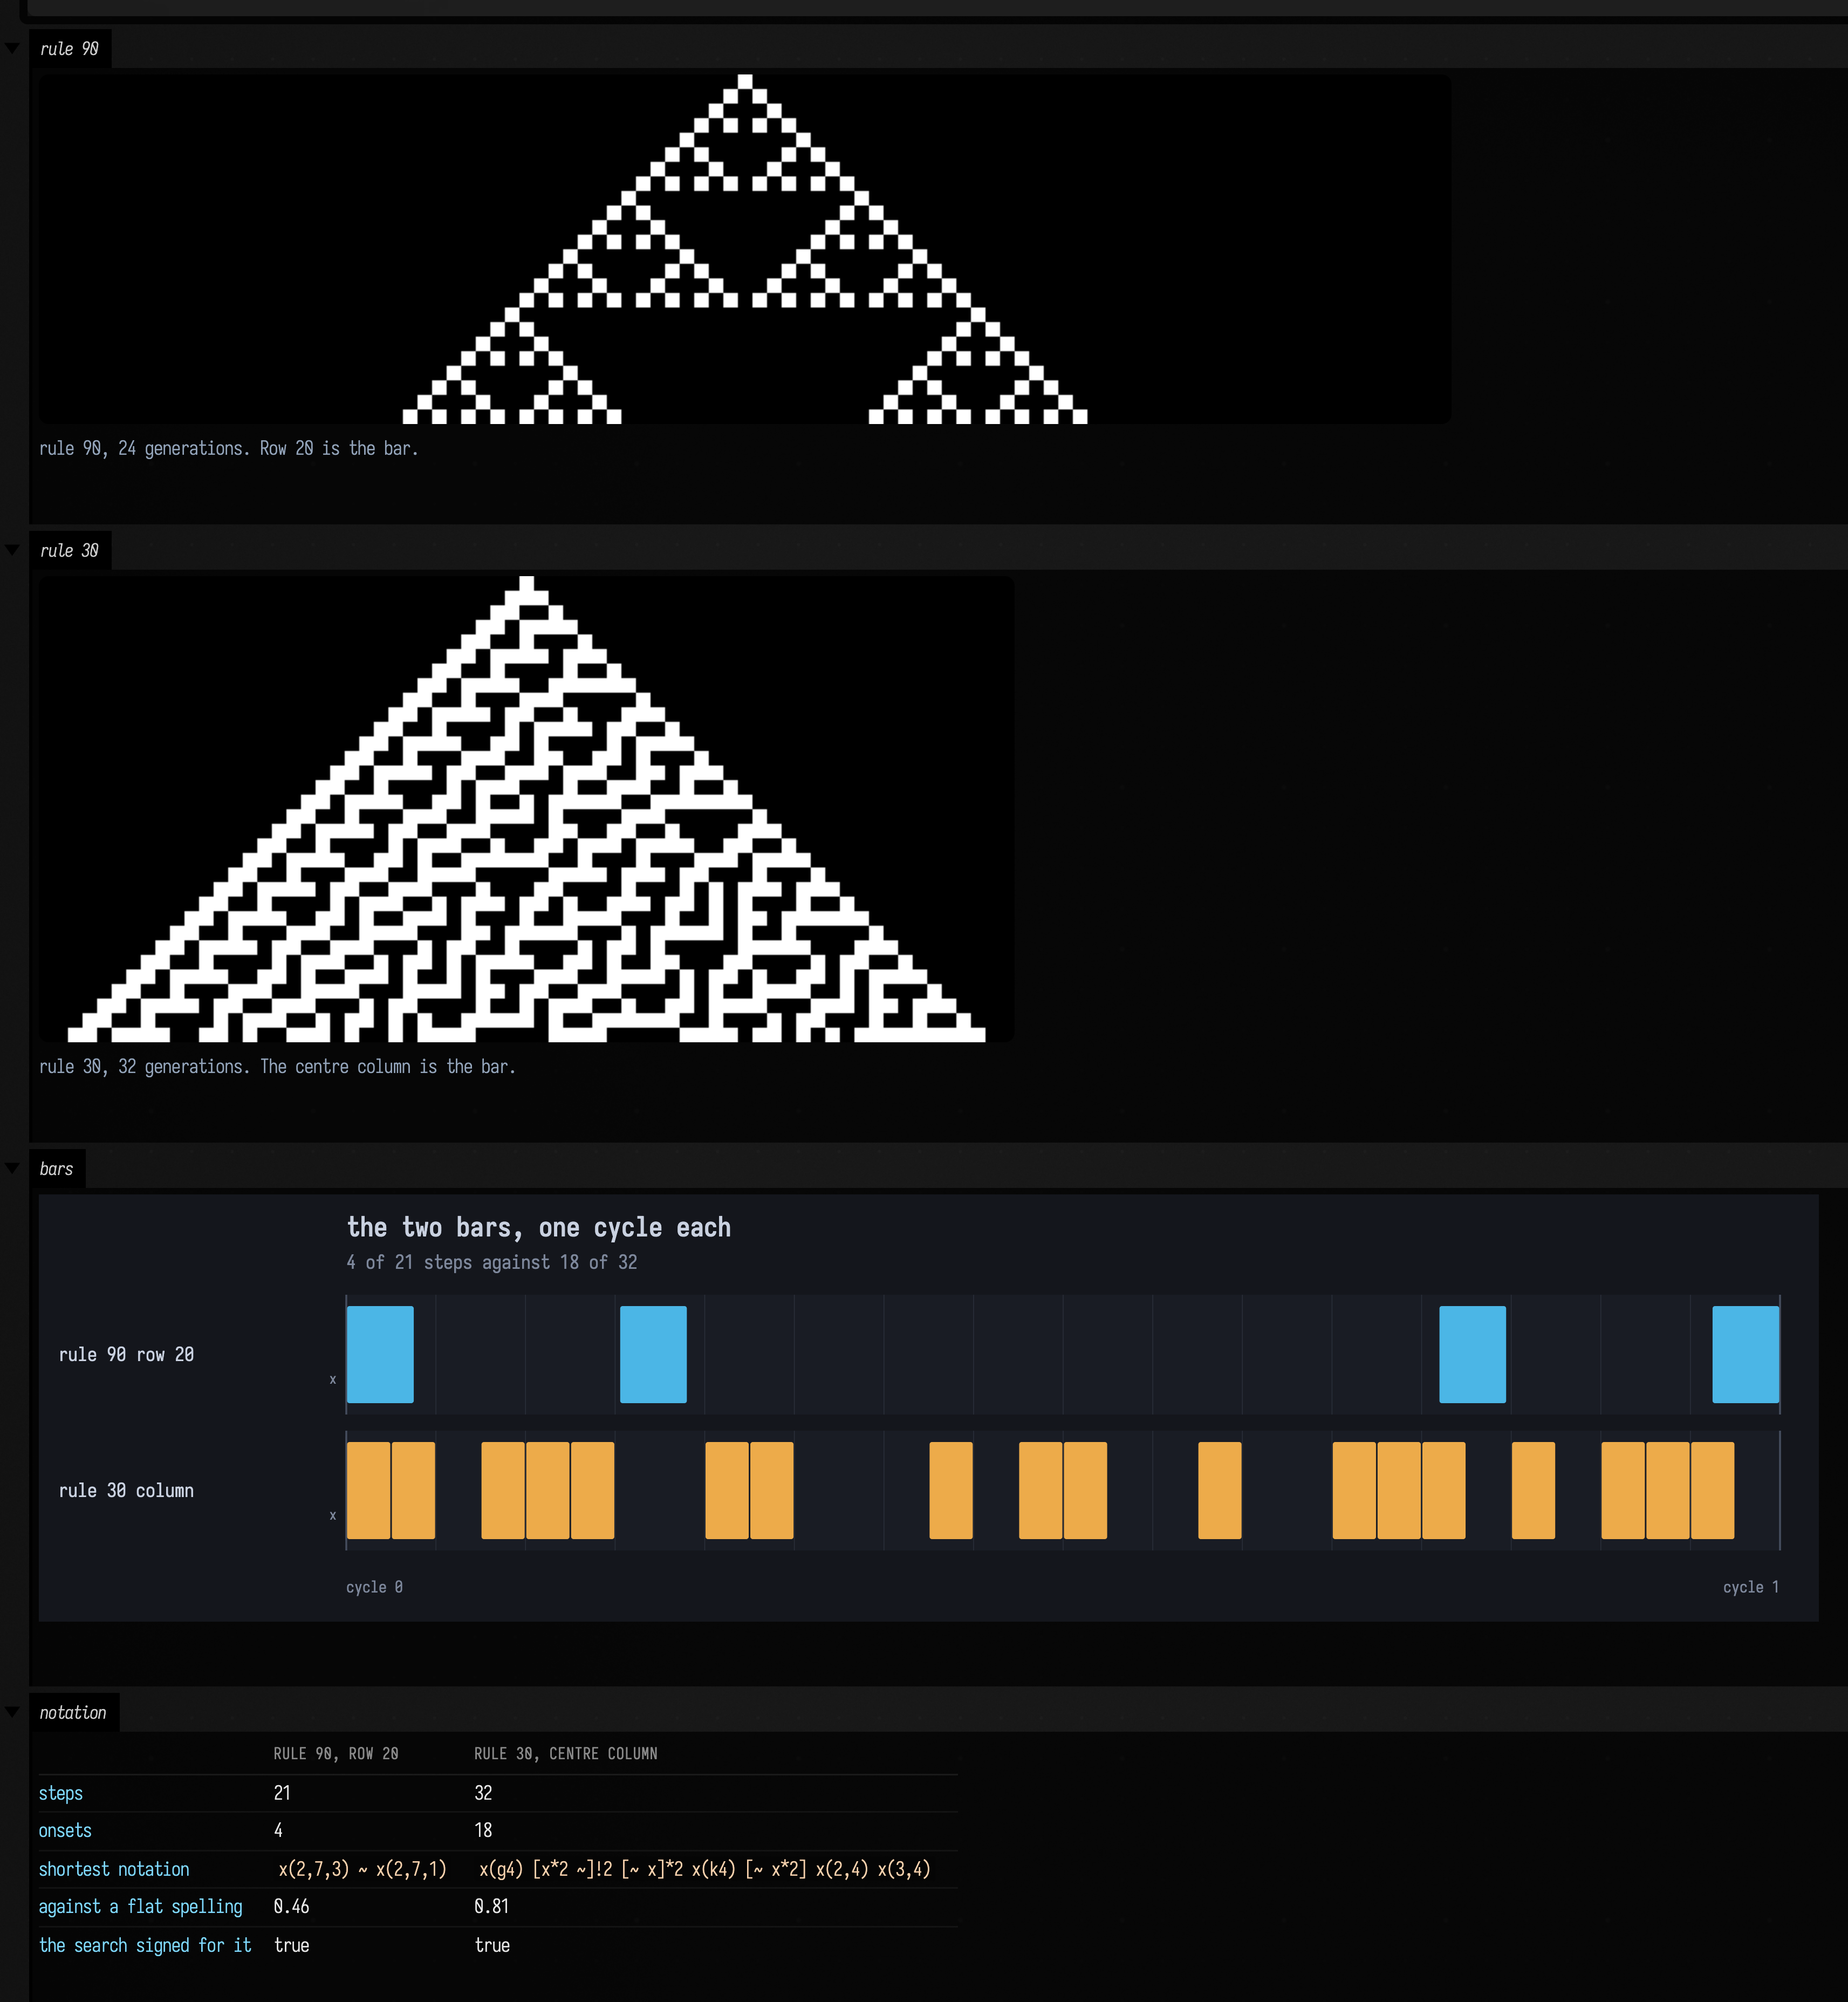 rule 90
rule 90, 24 generations. Row 20 is the bar.
rule 30
rule 30, 32 generations. The centre column is the bar.
bars
the two bars, one cycle each
4 of 21 steps against 18 of 32
rule 90 row 20
x
rule 30 column
x
cycle 0 cycle 1
notation
RULE 90, ROW 20 RULE 30, CENTRE COLUMN
steps 21 32
onsets 4 18
shortest notation x(2,7,3) ~ x(2,7,1) x(g4) [x*2 ~]!2 [~ x]*2 x(k4) [~ x*2] x(2,4) x(3,4)
against a flat spelling 0.46 0.81
the search signed for it true true